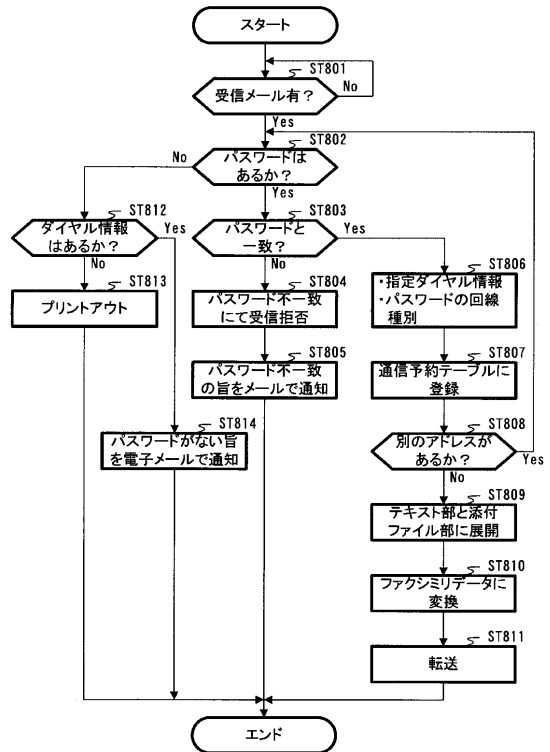 スタート
ST801
受信メール有？
No
Yes
ST802
パスワードは
あるか？
No
Yes
ST812
ダイヤル情報
はあるか？
Yes
No
ST803
パスワードと
一致？
Yes
No
ST813
プリントアウト
ST804
パスワード不一致
にて受信拒否
ST806
・指定ダイヤル情報
・パスワードの回線
種別
ST805
パスワード不一致
の旨をメールで通知
ST807
通信予約テーブルに
登録
ST814
パスワードがない旨
を電子メールで通知
ST808
別のアドレスが
あるか？
Yes
No
ST809
テキスト部と添付
ファイル部に展開
ST810
ファクシミリデータに
変換
ST811
転送
エンド